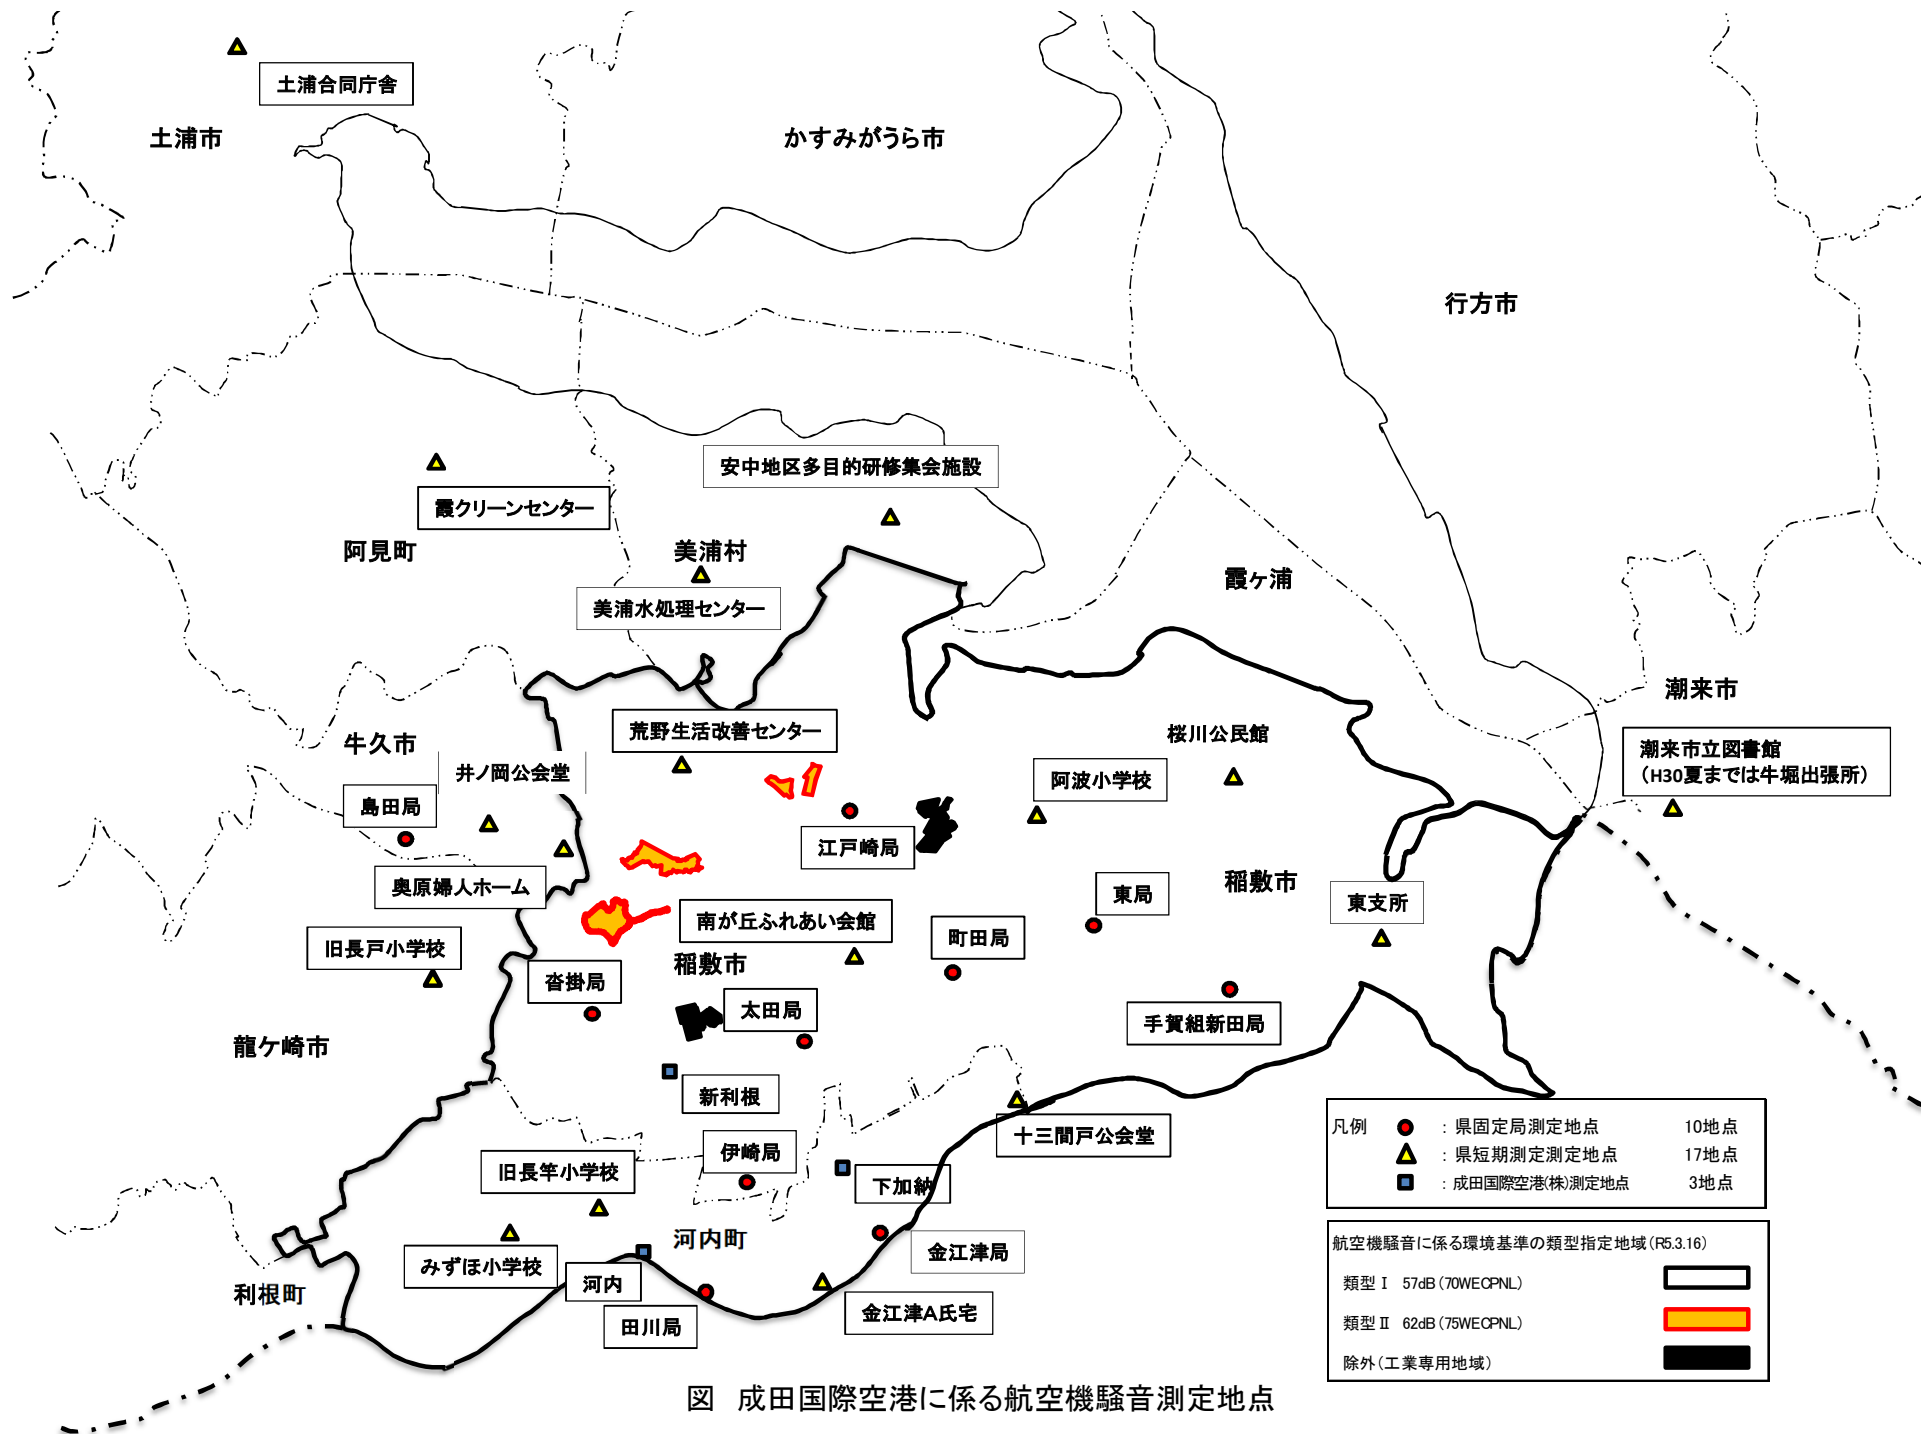 土浦合同庁舎
土浦市
かすみがうら市
行方市
安中地区多目的研修集会施設
霞クリーンセンター
阿見町
美浦村
霞ヶ浦
美浦水処理センター
潮来市
荒野生活改善センター
桜川公民館
牛久市
潮来市立図書館
（H30夏までは牛堀出張所）
井ノ岡公会堂
阿波小学校
島田局
江戸崎局
奥原婦人ホーム
稲敷市
東局
東支所
南が丘ふれあい会館
町田局
旧長戸小学校
稲敷市
沓掛局
太田局
手賀組新田局
龍ケ崎市
新利根
十三間戸公会堂
伊崎局
旧長竿小学校
下加納
河内町
金江津局
みずほ小学校
河内
利根町
金江津A氏宅
田川局
凡例 ：県固定局測定地点 10地点
：県短期測定測定地点 17地点
：成田国際空港(株)測定地点 3地点
航空機騒音に係る環境基準の類型指定地域(R5.3.16)
類型Ⅰ 57dB(70WECPNL)
類型Ⅱ 62dB(75WECPNL)
除外(工業専用地域)
図 成田国際空港に係る航空機騒音測定地点